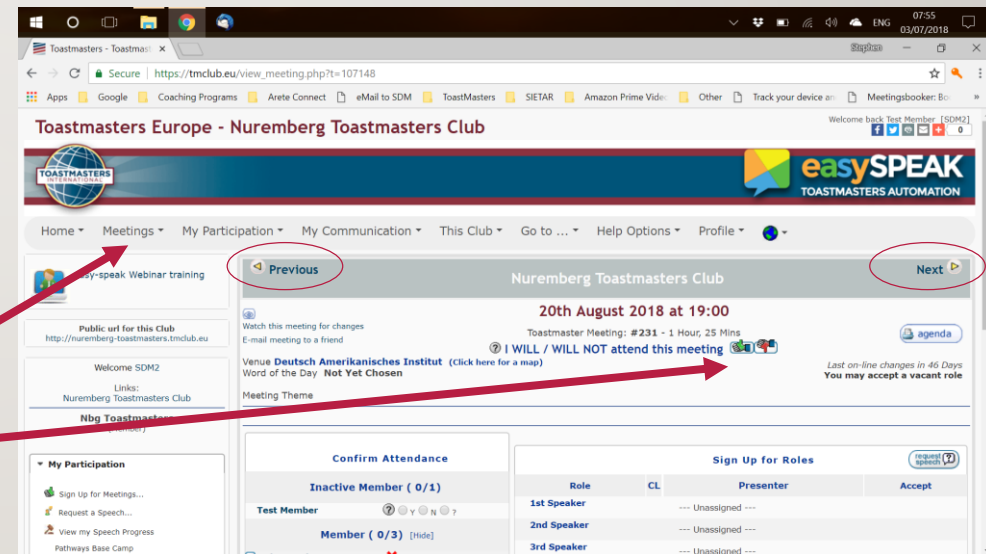 07:55
ENG
03/07/2018
Toastmasters - Toastmast
Stephen
Secure https://tmclub.eu/view_meeting.php?t=107148
Apps Google Coaching Programs Arete Connect eMail to SDM ToastMasters SIETAR Amazon Prime Video Other Track your device an Meetingsbooker: Bo
Toastmasters Europe - Nuremberg Toastmasters Club
Welcome back Test Member [SDM2]
0
TOASTMASTERS
INTERNATIONAL
easySPEAK
TOASTMASTERS AUTOMATION
Home Meetings My Participation My Communication This Club Go to ... Help Options Profile
sy-speak Webinar training
Public url for this Club
http://nuremberg-toastmasters.tmclub.eu
Welcome SDM2
Links:
Nuremberg Toastmasters Club
Nbg Toastmasters
My Participation
Sign Up for Meetings...
Request a Speech...
View my Speech Progress
Pathways Base Camp
Previous
Nuremberg Toastmasters Club
Next
20th August 2018 at 19:00
Watch this meeting for changes
E-mail meeting to a friend
Toastmaster Meeting: #231 - 1 Hour, 25 Mins
I WILL / WILL NOT attend this meeting
agenda
Venue Deutsch Amerikanisches Institut (Click here for a map)
Word of the Day Not Yet Chosen
Last on-line changes in 46 Days
You may accept a vacant role
Meeting Theme
Confirm Attendance
Inactive Member ( 0/1)
Test Member Y N ?
Member ( 0/3) [Hide]
Sign Up for Roles
request speech
Role CL Presenter Accept
1st Speaker --- Unassigned ---
2nd Speaker --- Unassigned ---
3rd Speaker --- Unassigned ---